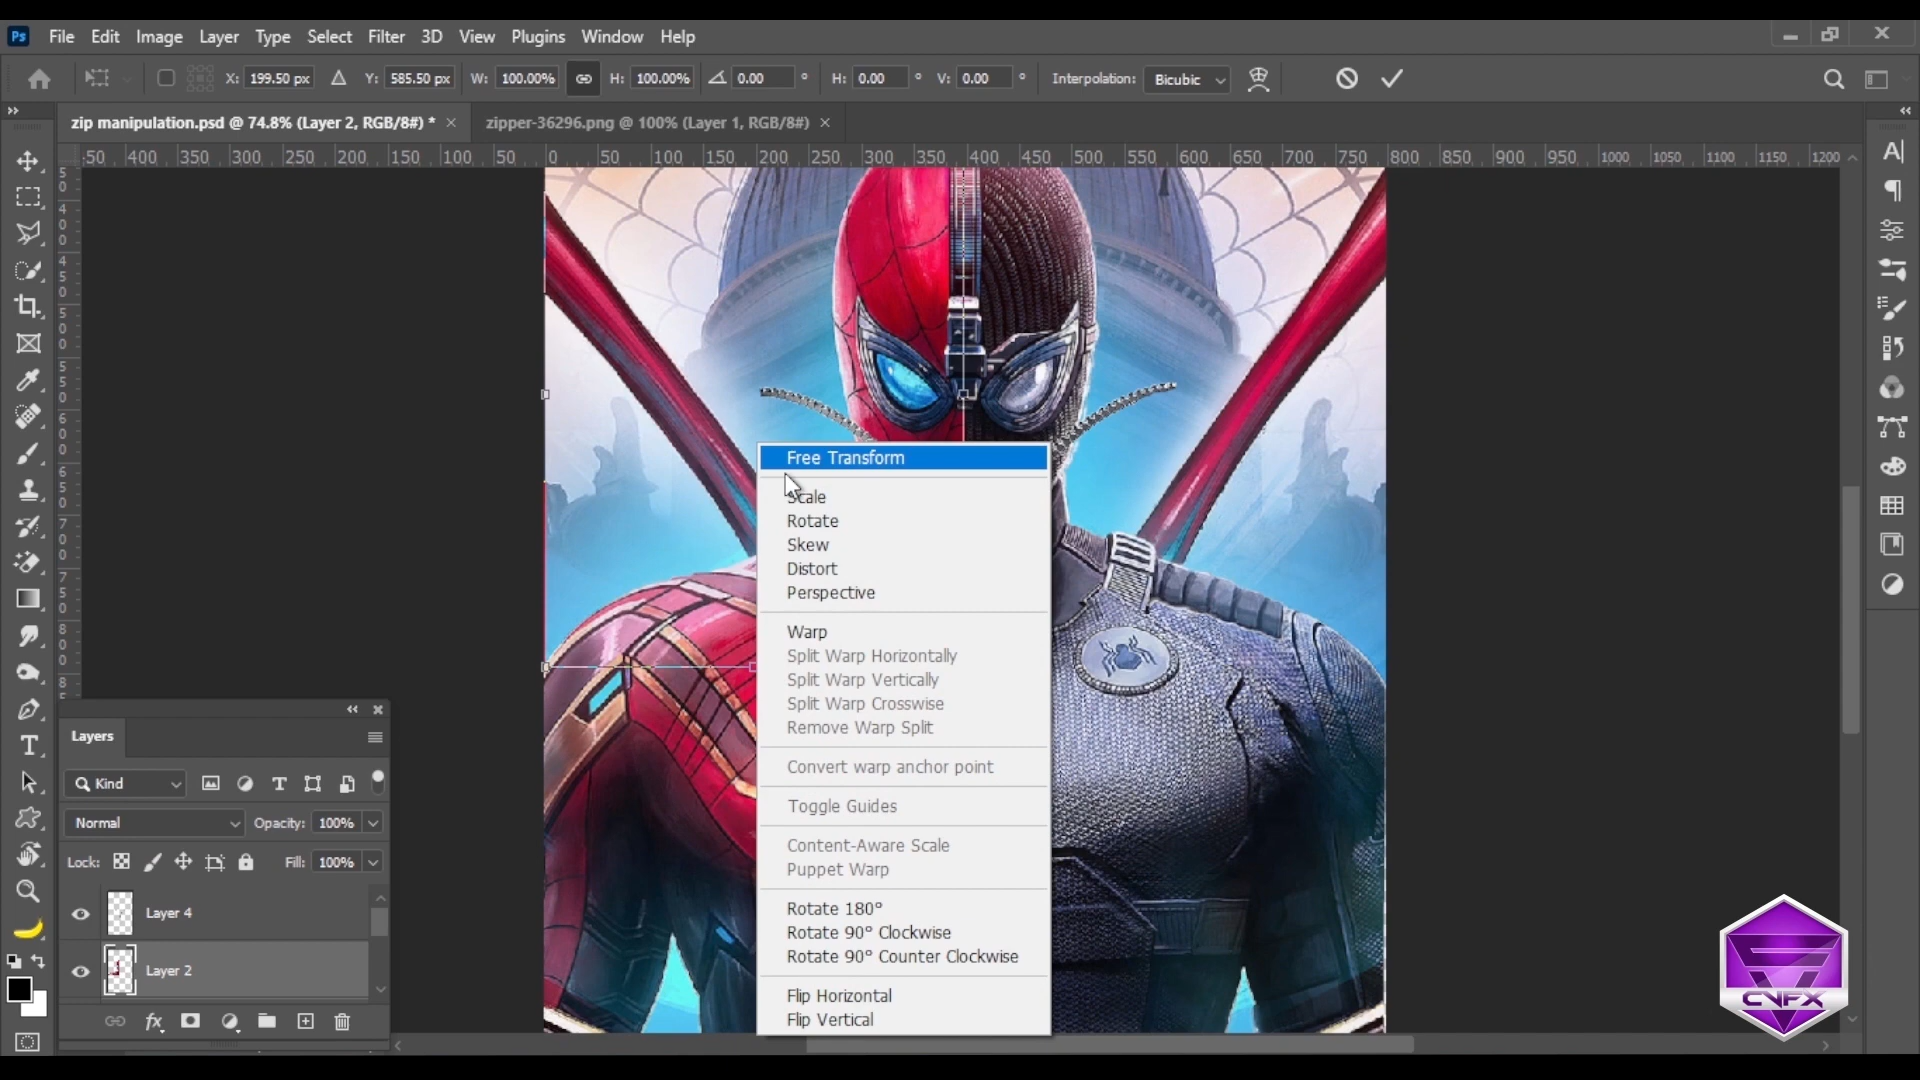 Ps File Edit Image Layer Type Select Filter 3D View Plugins Window Help
X: 199.50 px Y: 585.50 px W: 100.00% H: 100.00% 0.00 ° H: 0.00 ° V: 0.00 ° Interpolation: Bicubic
zip manipulation.psd @ 74.8% (Layer 2, RGB/8#) * × zipper-36296.png @ 100% (Layer 1, RGB/8#) ×
50 400 350 300 250 200 150 100 50 0 50 100 150 200 250 300 350 400 450 500 550 600 650 700 750 800 850 900 950 1000 1050 1100 1150 1200
Free Transform
Scale
Rotate
Skew
Distort
Perspective
Warp
Split Warp Horizontally
Split Warp Vertically
Split Warp Crosswise
Remove Warp Split
Convert warp anchor point
Toggle Guides
Content-Aware Scale
Puppet Warp
Rotate 180°
Rotate 90° Clockwise
Rotate 90° Counter Clockwise
Flip Horizontal
Flip Vertical
Layers
Kind
Normal Opacity: 100%
Lock: Fill: 100%
Layer 4
Layer 2
fx
CVFX